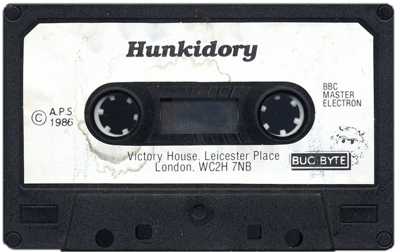 Hunkidory
BBC
MASTER
ELECTRON
© A.P.S
1986
Victory House, Leicester Place
London. WC2H 7NB
BUG BYTE